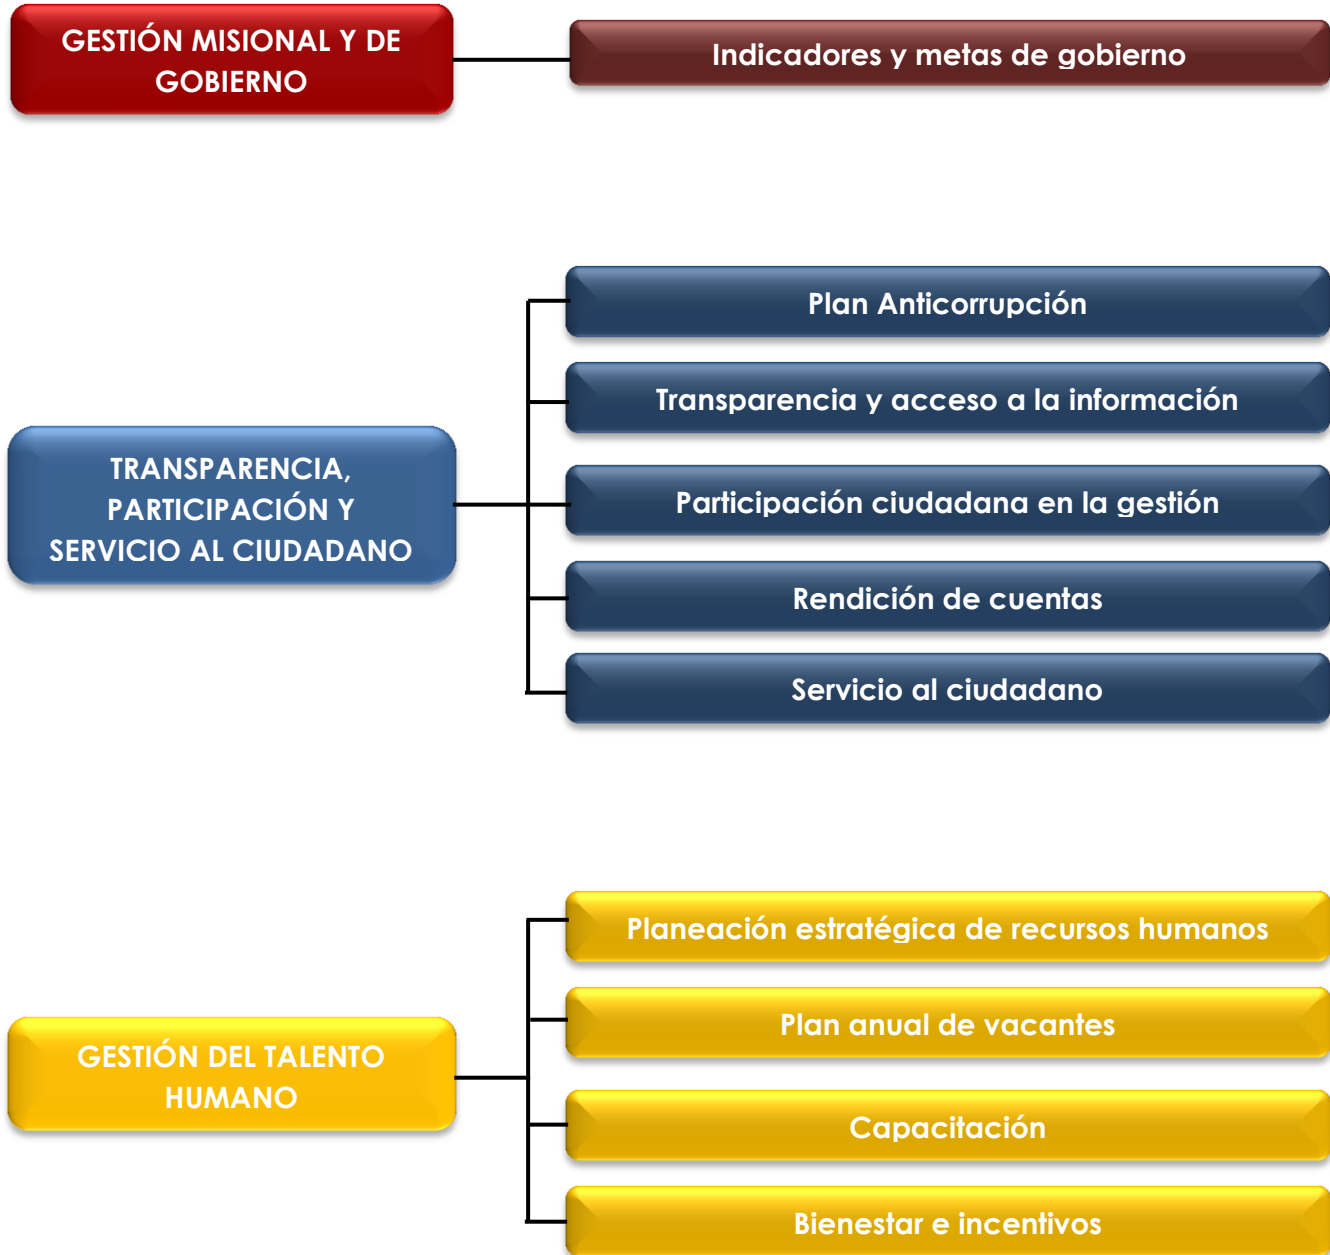 GESTIÓN MISIONAL Y DE
GOBIERNO
Indicadores y metas de gobierno
TRANSPARENCIA,
PARTICIPACIÓN Y
SERVICIO AL CIUDADANO
Plan Anticorrupción
Transparencia y acceso a la información
Participación ciudadana en la gestión
Rendición de cuentas
Servicio al ciudadano
GESTIÓN DEL TALENTO
HUMANO
Planeación estratégica de recursos humanos
Plan anual de vacantes
Capacitación
Bienestar e incentivos